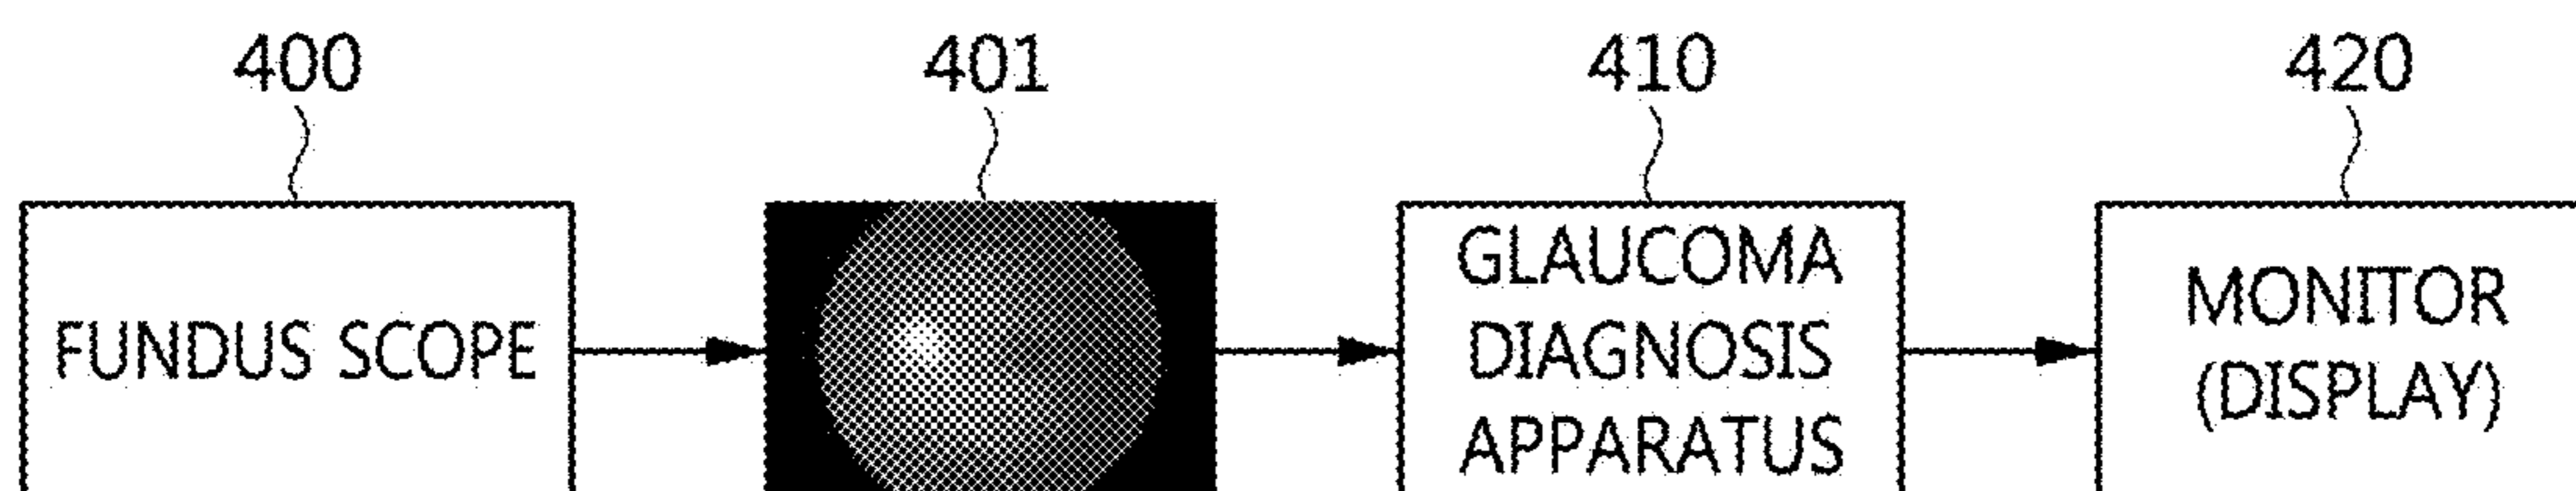 400
401
410
420
FUNDUS SCOPE
GLAUCOMA
DIAGNOSIS
APPARATUS
MONITOR
(DISPLAY)